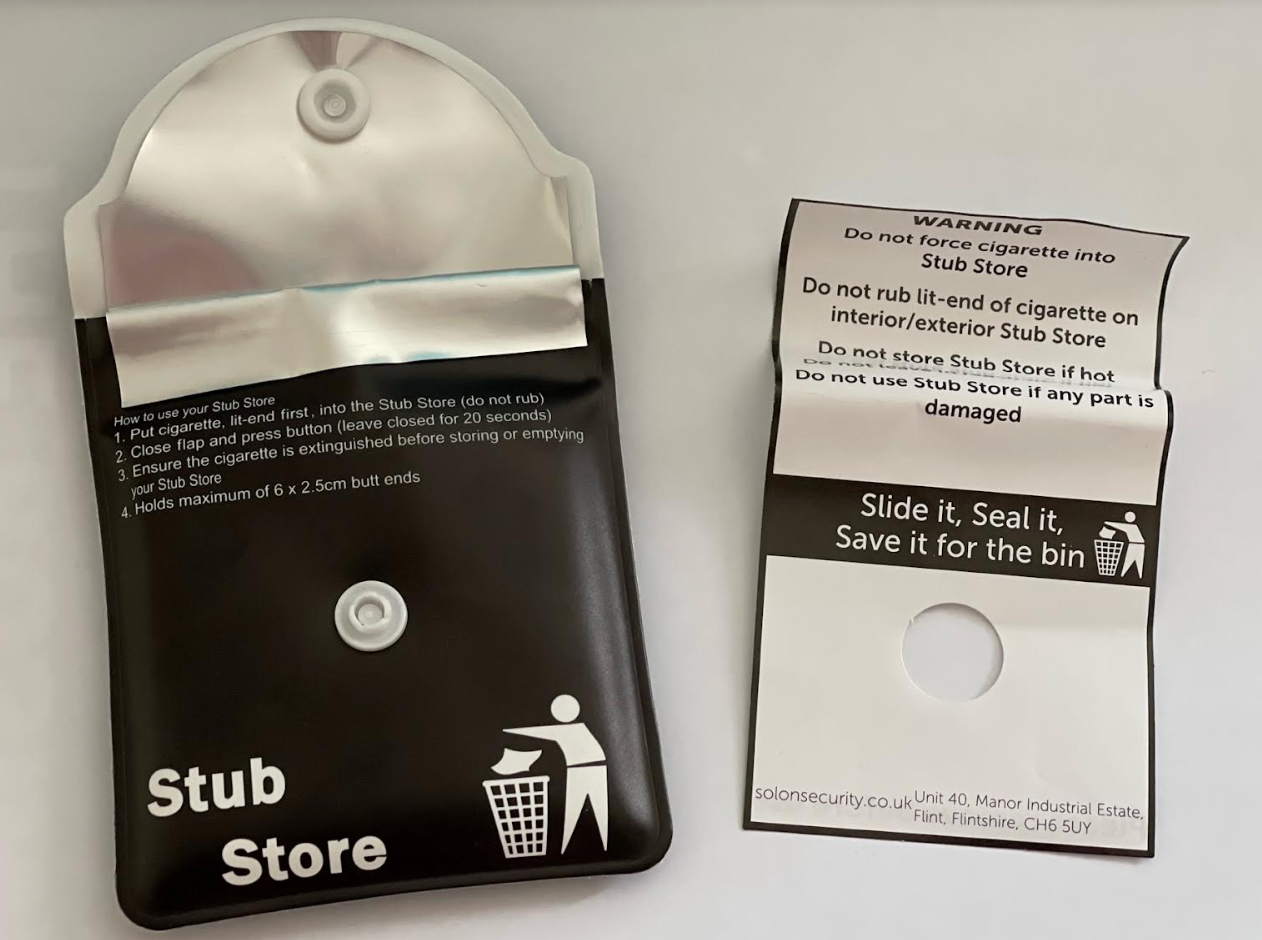 How to use your Stub Store
1. Put cigarette, lit-end first, into the Stub Store (do not rub)
2. Close flap and press button (leave closed for 20 seconds)
3. Ensure the cigarette is extinguished before storing or emptying
your Stub Store
4. Holds maximum of 6 x 2.5cm butt ends
Stub
Store
WARNING
Do not force cigarette into
Stub Store
Do not rub lit-end of cigarette on
interior/exterior Stub Store
Do not store Stub Store if hot
Do not use Stub Store if any part is
damaged
Slide it, Seal it,
Save it for the bin
solonsecurity.co.uk
Unit 40, Manor Industrial Estate,
Flint, Flintshire, CH6 5UY